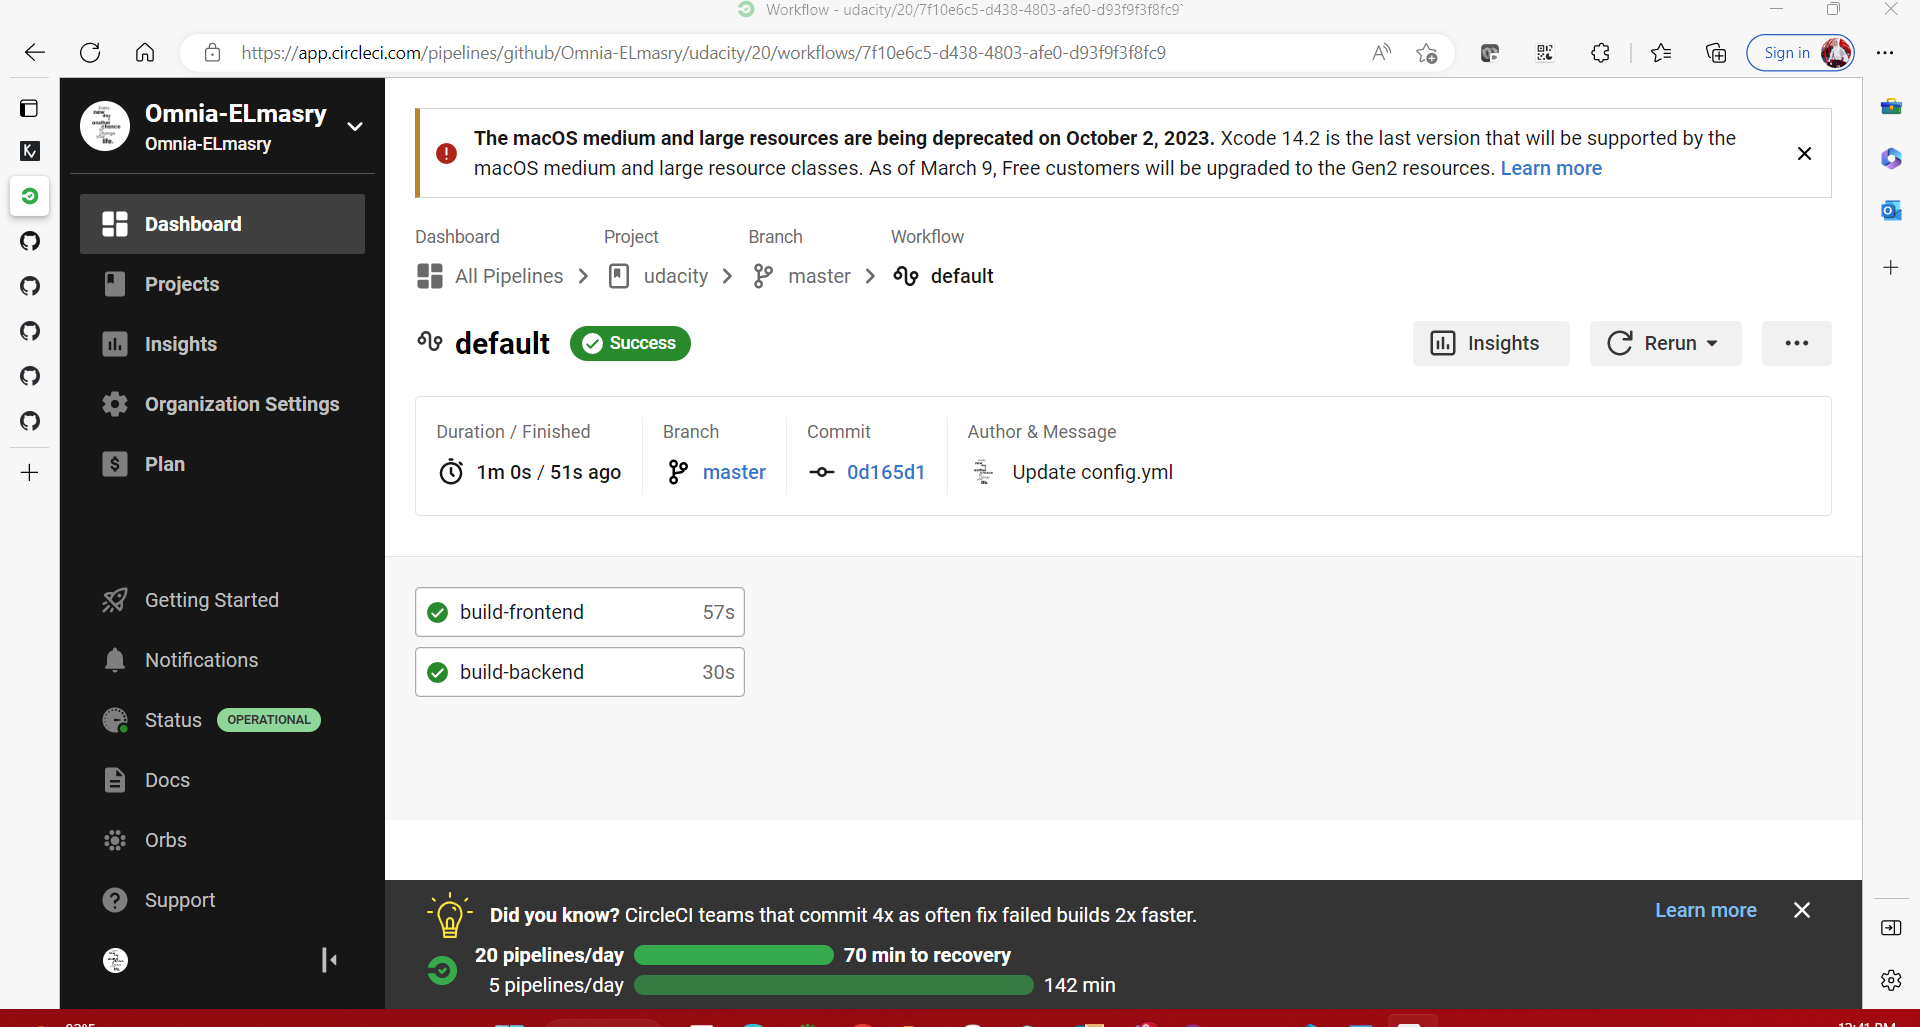 Workflow - udacity/20/7f10e6c5-d438-4803-afe0-d93f9f3f8fc9`
https://app.circleci.com/pipelines/github/Omnia-ELmasry/udacity/20/workflows/7f10e6c5-d438-4803-afe0-d93f9f3f8fc9
Sign in
Omnia-ELmasry
Omnia-ELmasry
Dashboard
Projects
Insights
Organization Settings
Plan
Getting Started
Notifications
Status OPERATIONAL
Docs
Orbs
Support
The macOS medium and large resources are being deprecated on October 2, 2023. Xcode 14.2 is the last version that will be supported by the
macOS medium and large resource classes. As of March 9, Free customers will be upgraded to the Gen2 resources. Learn more
Dashboard Project Branch Workflow
All Pipelines udacity master default
default Success
Insights Rerun
Duration / Finished Branch Commit Author & Message
1m 0s / 51s ago master 0d165d1 Update config.yml
build-frontend 57s
build-backend 30s
Did you know? CircleCI teams that commit 4x as often fix failed builds 2x faster.
Learn more
20 pipelines/day 70 min to recovery
5 pipelines/day 142 min